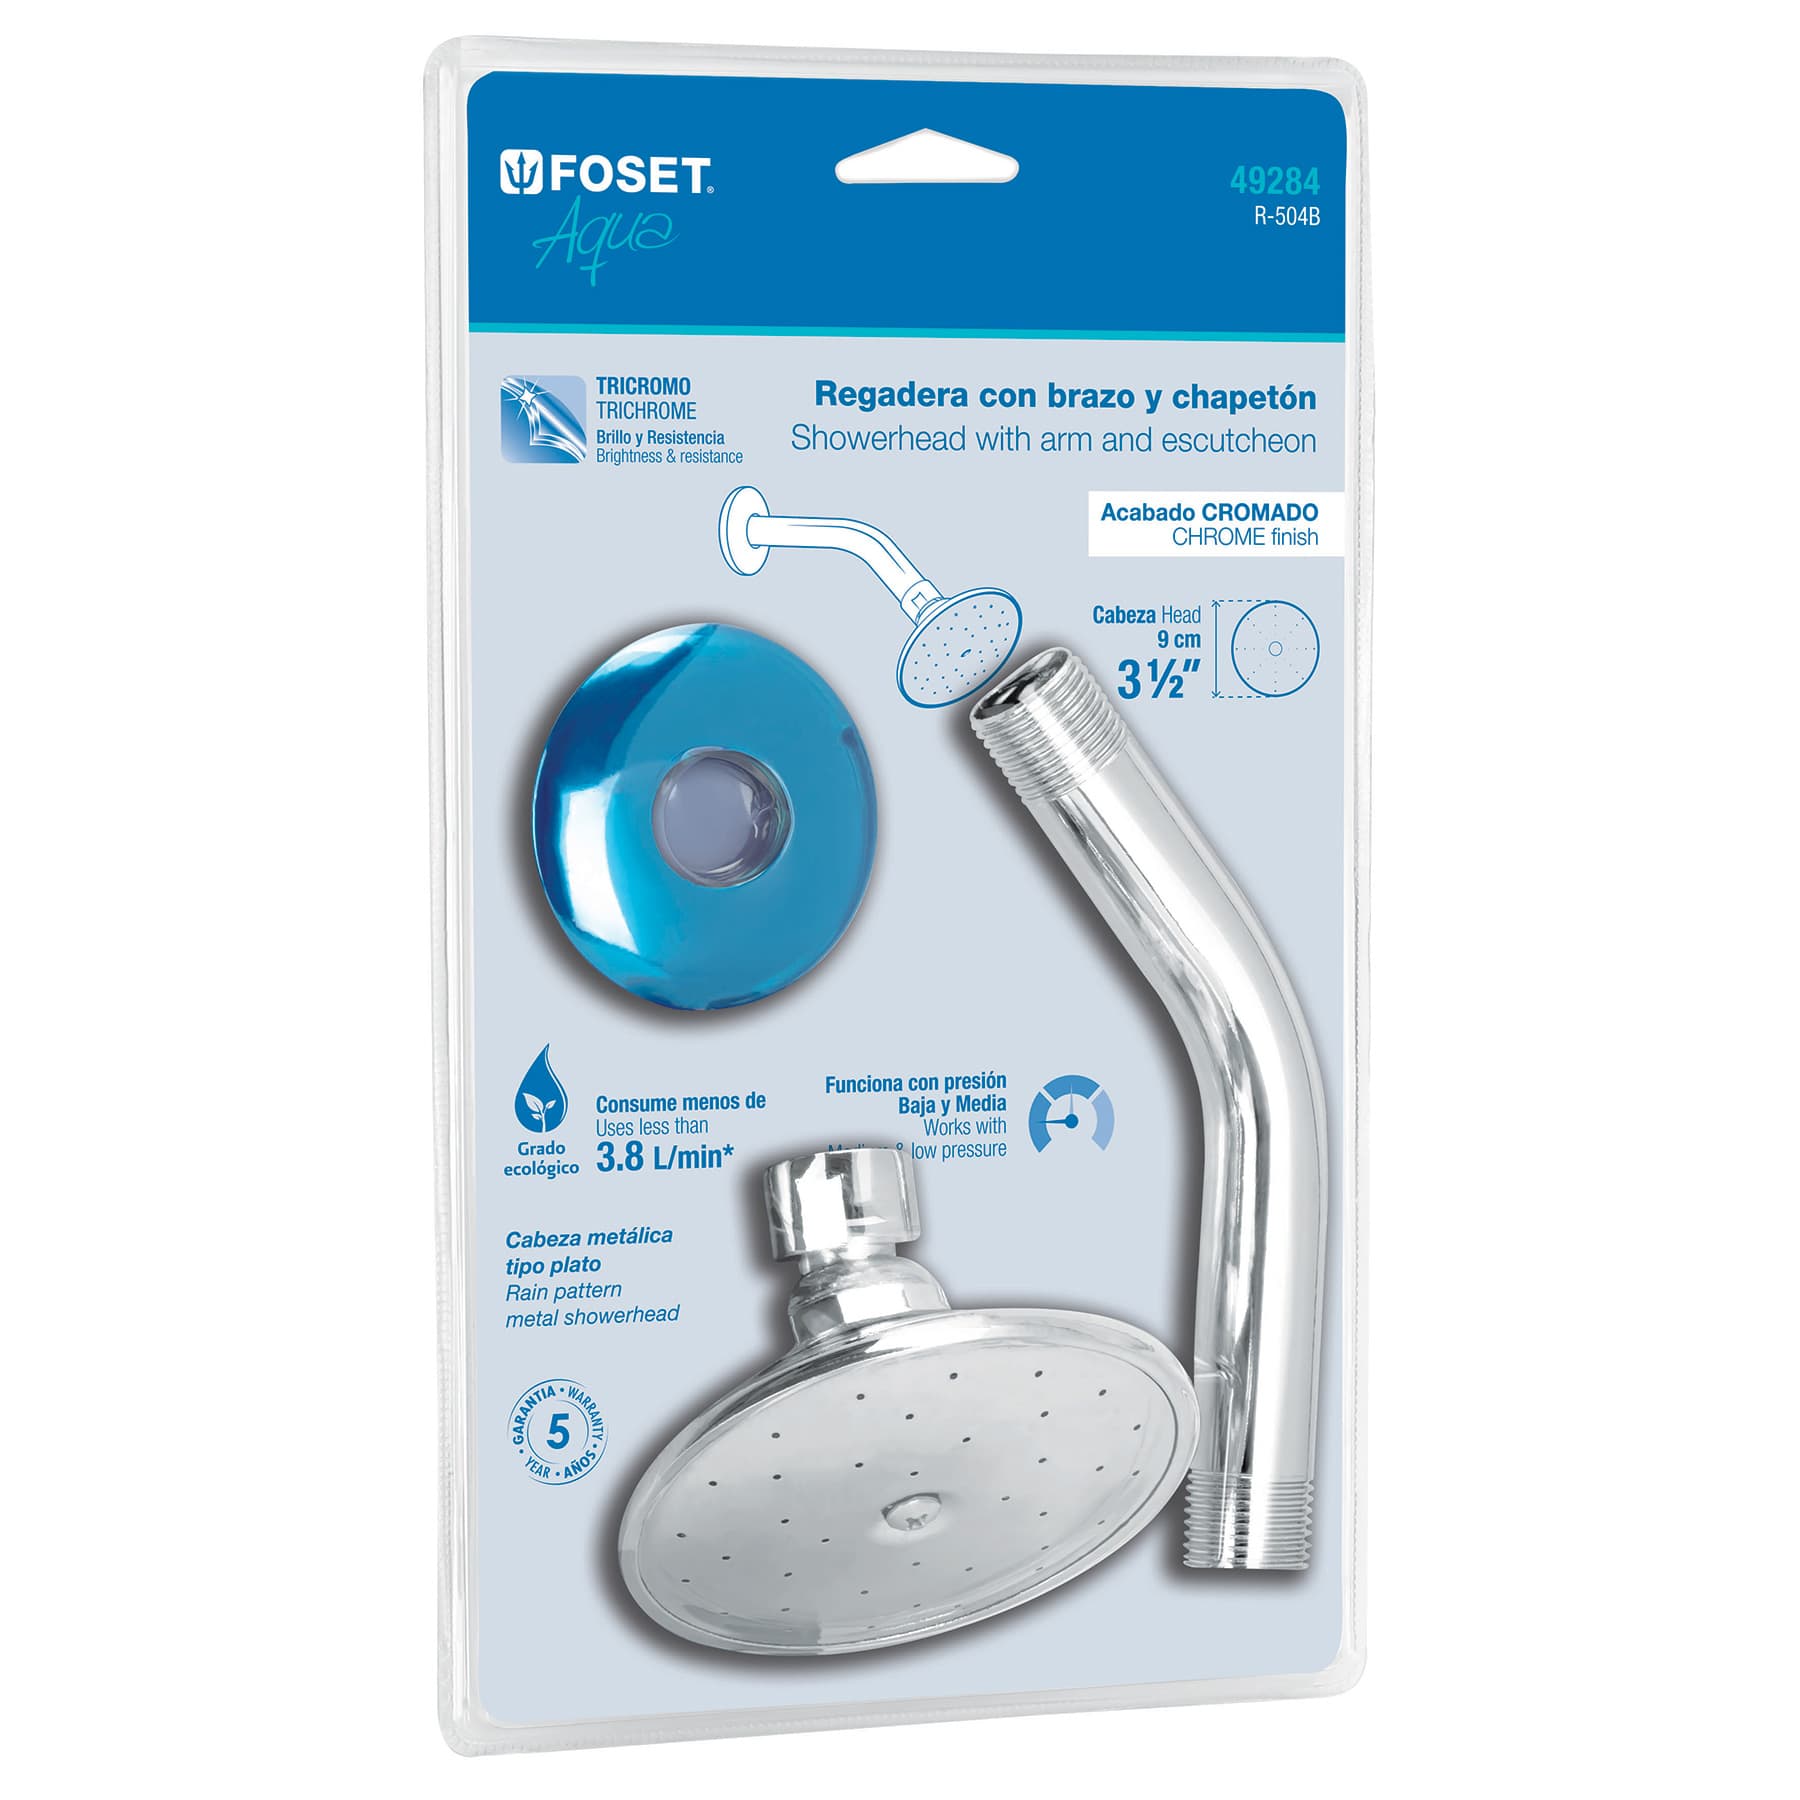 FOSET®
Aqua
49284
R-504B
TRICROMO
TRICHROME
Brillo y Resistencia
Brightness & resistance
Regadera con brazo y chapetón
Showerhead with arm and escutcheon
Acabado CROMADO
CHROME finish
Cabeza Head
9 cm
3 ½"
Grado
ecológico
Consume menos de
Uses less than
3.8 L/min*
Funciona con presión
Baja y Media
Works with
& low pressure
Cabeza metálica
tipo plato
Rain pattern
metal showerhead
GARANTIA • WARRANTY
5
YEAR • AÑOS